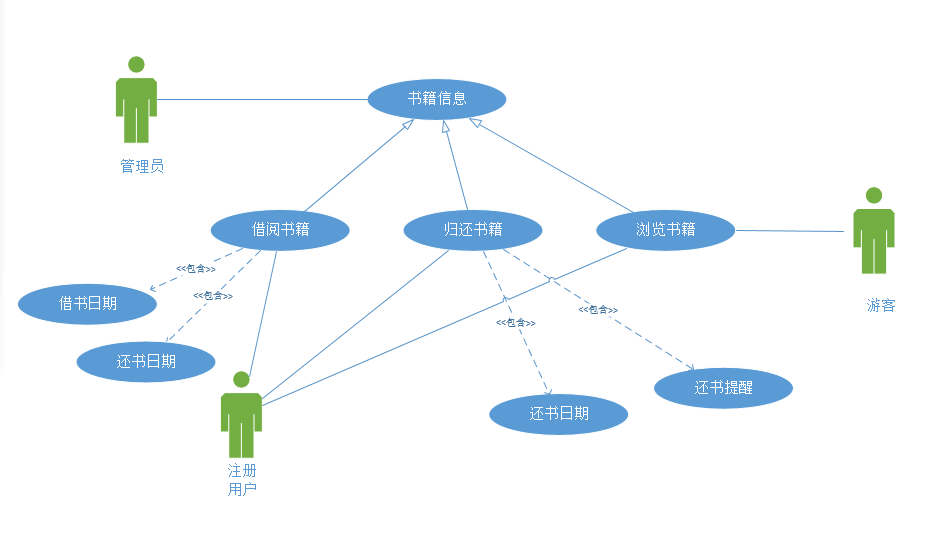 书籍信息
管理员
借阅书籍
归还书籍
浏览书籍
<<包含>>
<<包含>>
借书日期
游客
<<包含>>
<<包含>>
还书日期
还书提醒
还书日期
注册
用户